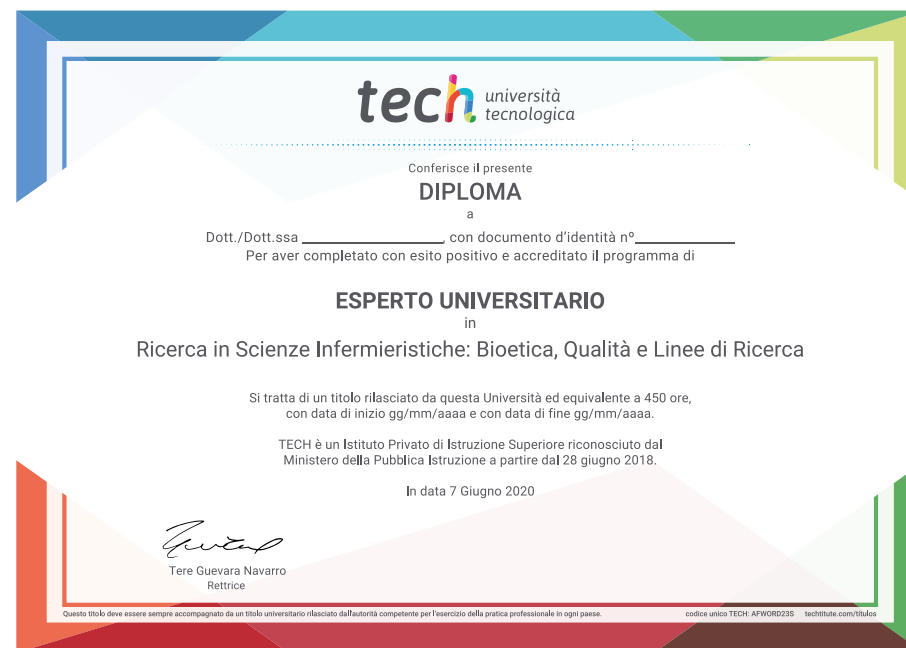 tech università
tecnologica
Conferisce il presente
DIPLOMA
a
Dott./Dott.ssa ________________, con documento d'identità nº___________
Per aver completato con esito positivo e accreditato il programma di
ESPERTO UNIVERSITARIO
in
Ricerca in Scienze Infermieristiche: Bioetica, Qualità e Linee di Ricerca
Si tratta di un titolo rilasciato da questa Università ed equivalente a 450 ore,
con data di inizio gg/mm/aaaa e con data di fine gg/mm/aaaa.
TECH è un Istituto Privato di Istruzione Superiore riconosciuto dal
Ministero della Pubblica Istruzione a partire dal 28 giugno 2018.
In data 7 Giugno 2020
Tere Guevara Navarro
Rettrice
Questo titolo deve essere sempre accompagnato da un titolo universitario rilasciato dall'autorità competente per l'esercizio della pratica professionale in ogni paese. codice unico TECH: AFWORD23S techtitute.com/titulos